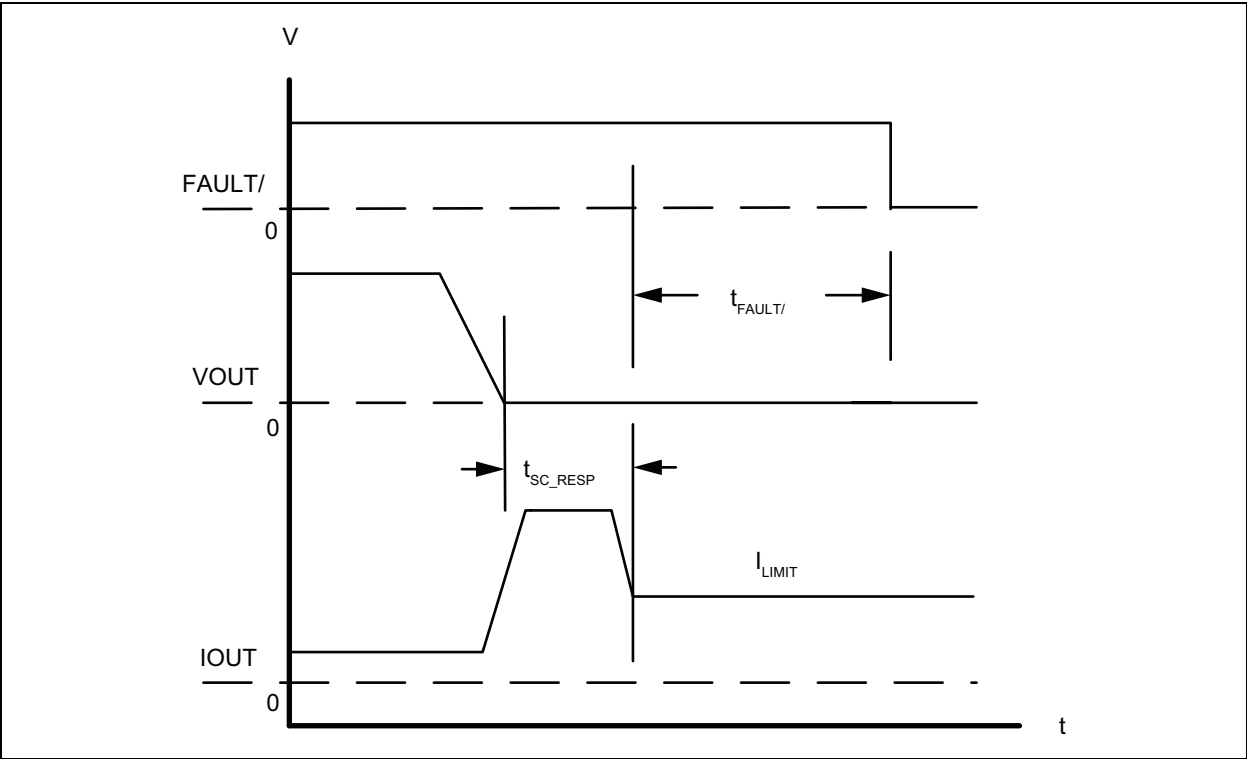 V
FAULT/
0
t_FAULT/
VOUT
0
t_SC_RESP
I_LIMIT
IOUT
0
t